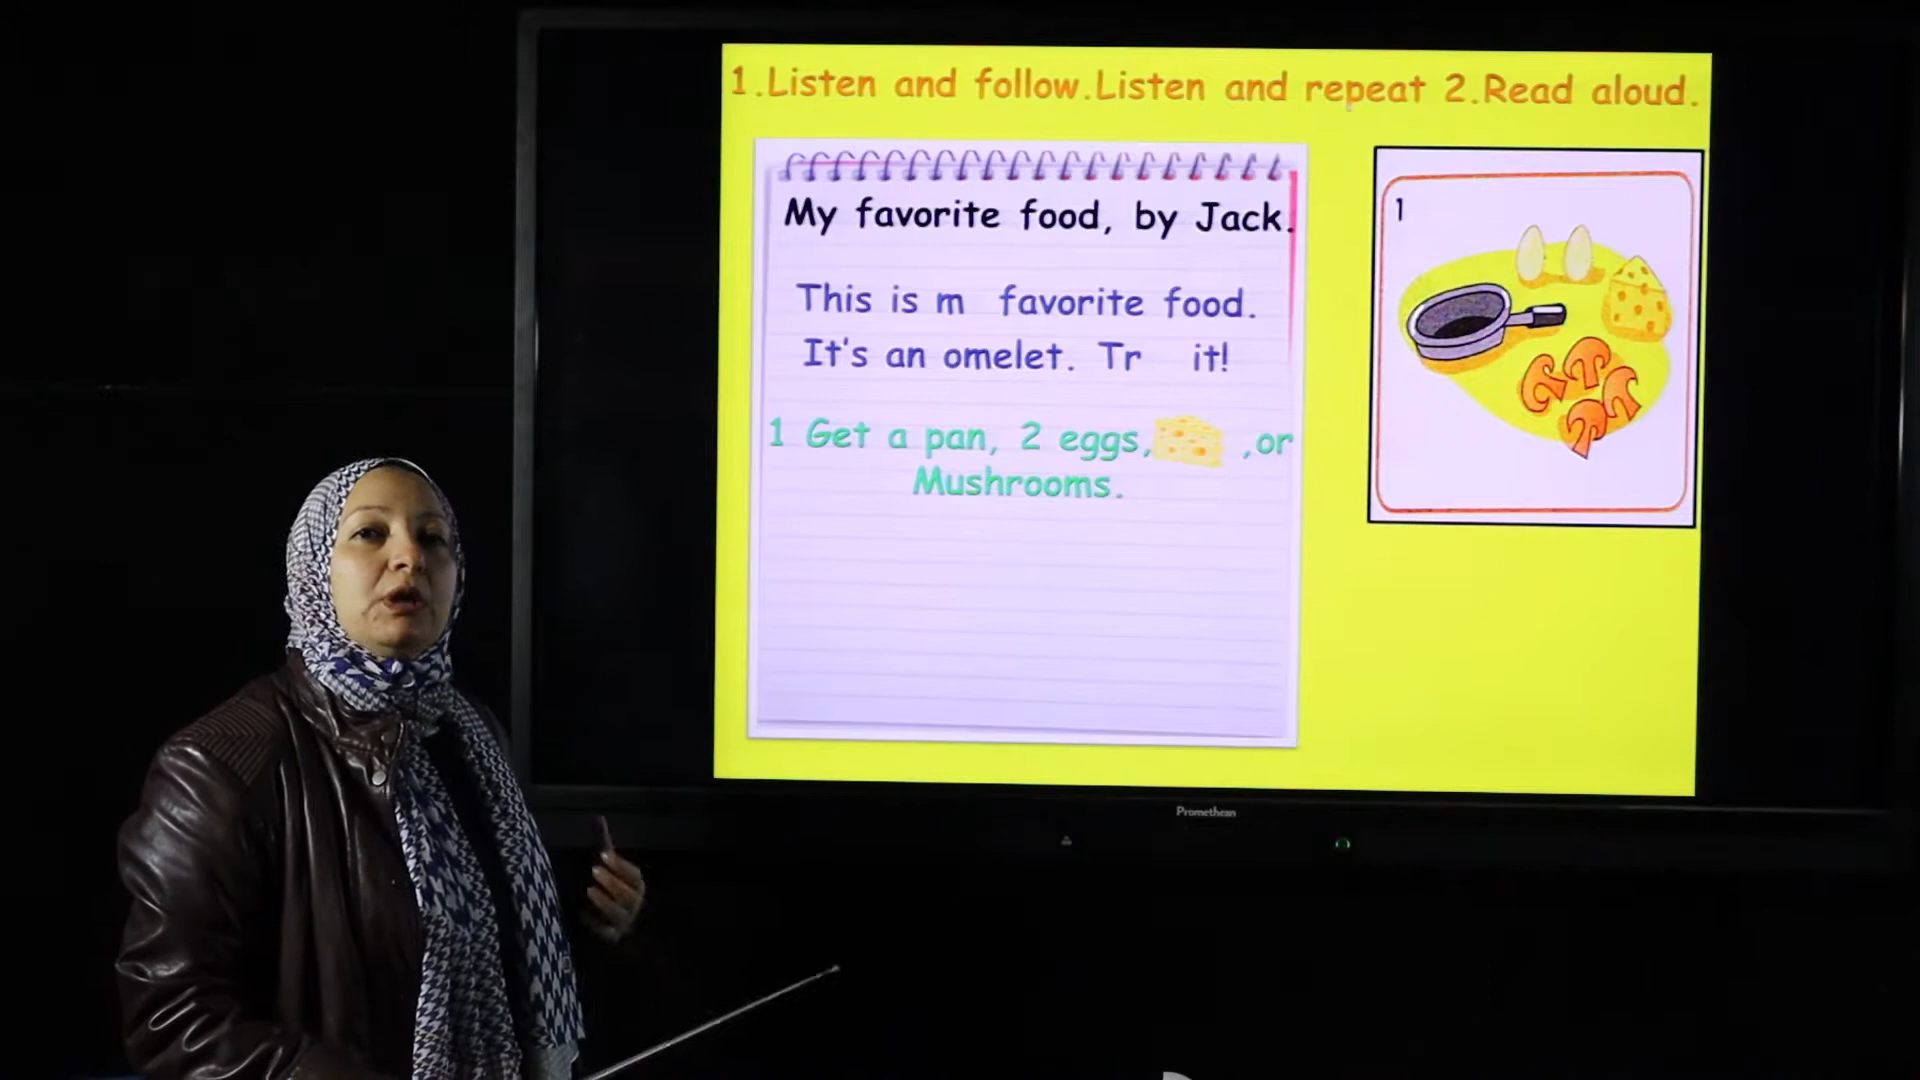 1.Listen and follow.Listen and repeat 2.Read aloud.
My favorite food, by Jack.
This is m favorite food.
It's an omelet. Tr it!
1 Get a pan, 2 eggs, ,or
Mushrooms.
1
Promethean